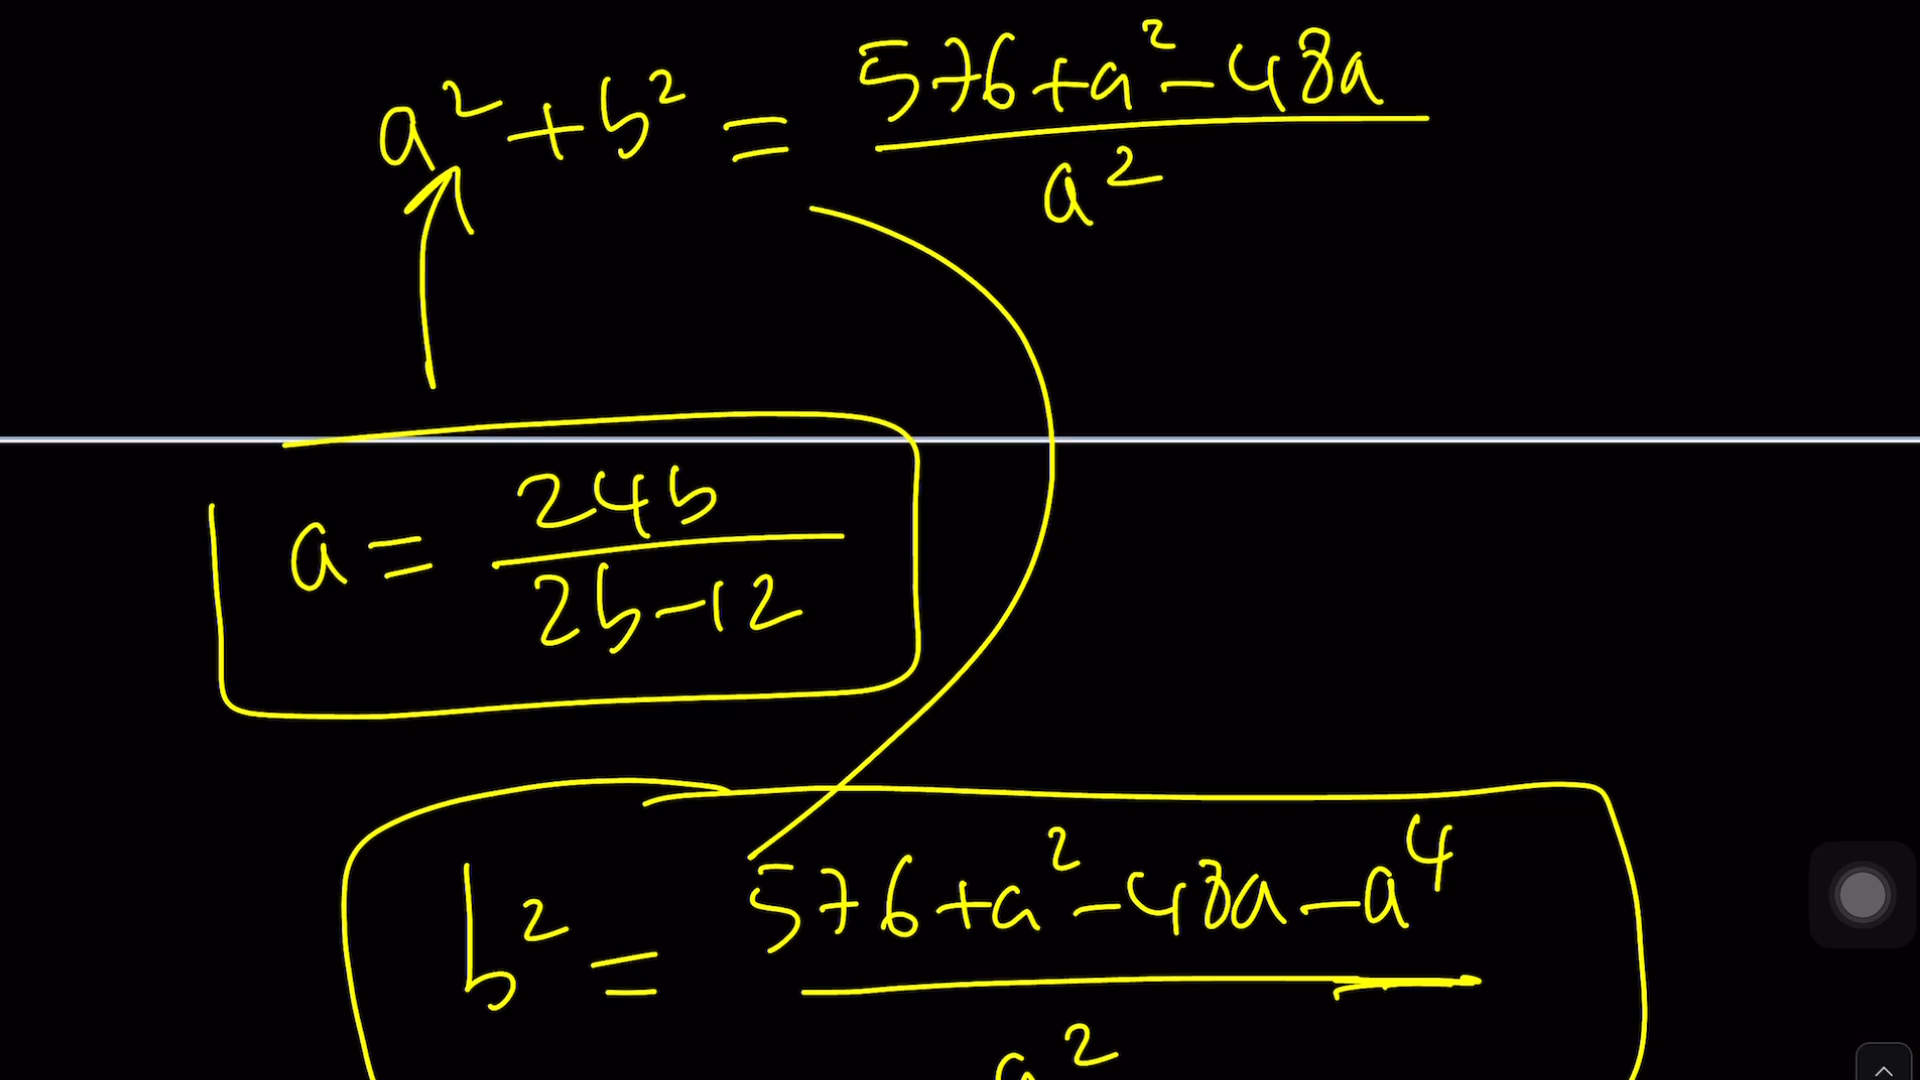 a² + b² = (576 + a² - 48a) / a²
a = 24b / (2b - 12)
b² = (576 + a² - 48a - a⁴) / a²